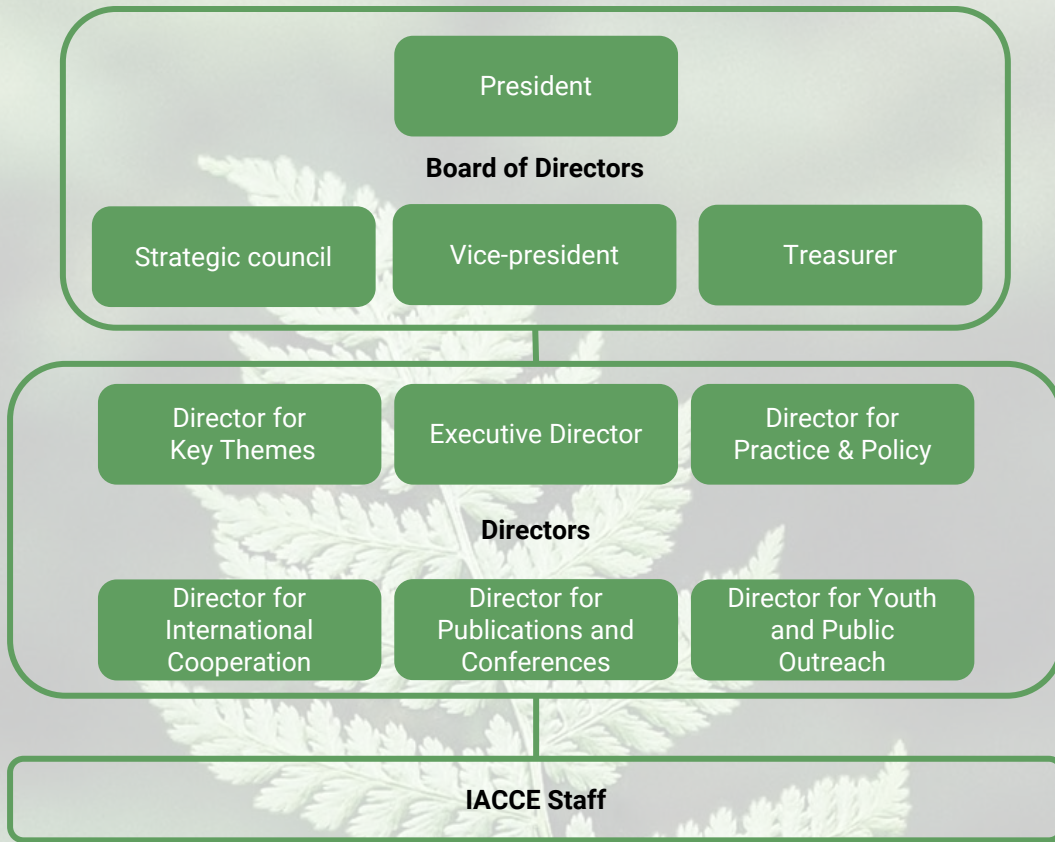 President
Board of Directors
Strategic council
Vice-president
Treasurer
Director for
Key Themes
Executive Director
Director for
Practice & Policy
Directors
Director for
International
Cooperation
Director for
Publications and
Conferences
Director for Youth
and Public
Outreach
IACCE Staff